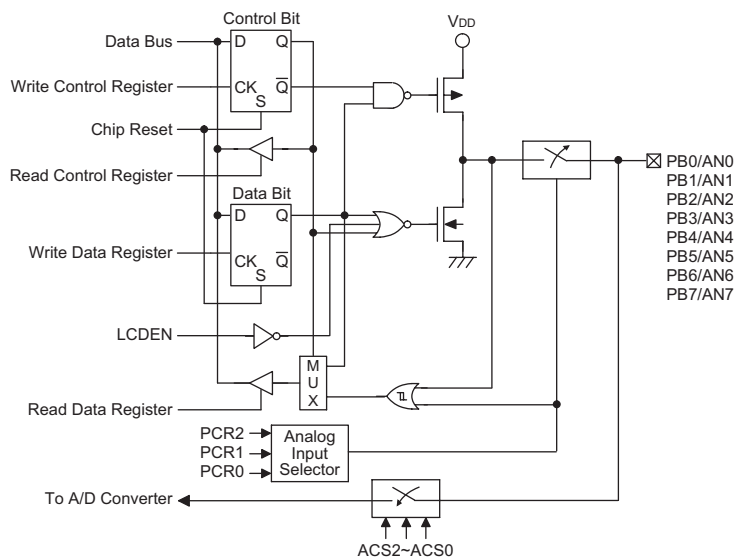 Control Bit
Data Bus
D
Q
VDD
Write Control Register
CK
Q
S
Chip Reset
Read Control Register
PB0/AN0
PB1/AN1
PB2/AN2
PB3/AN3
PB4/AN4
PB5/AN5
PB6/AN6
PB7/AN7
Data Bit
D
Q
Write Data Register
CK
Q
S
LCDEN
M
U
X
Read Data Register
PCR2
PCR1
PCR0
Analog
Input
Selector
To A/D Converter
ACS2~ACS0